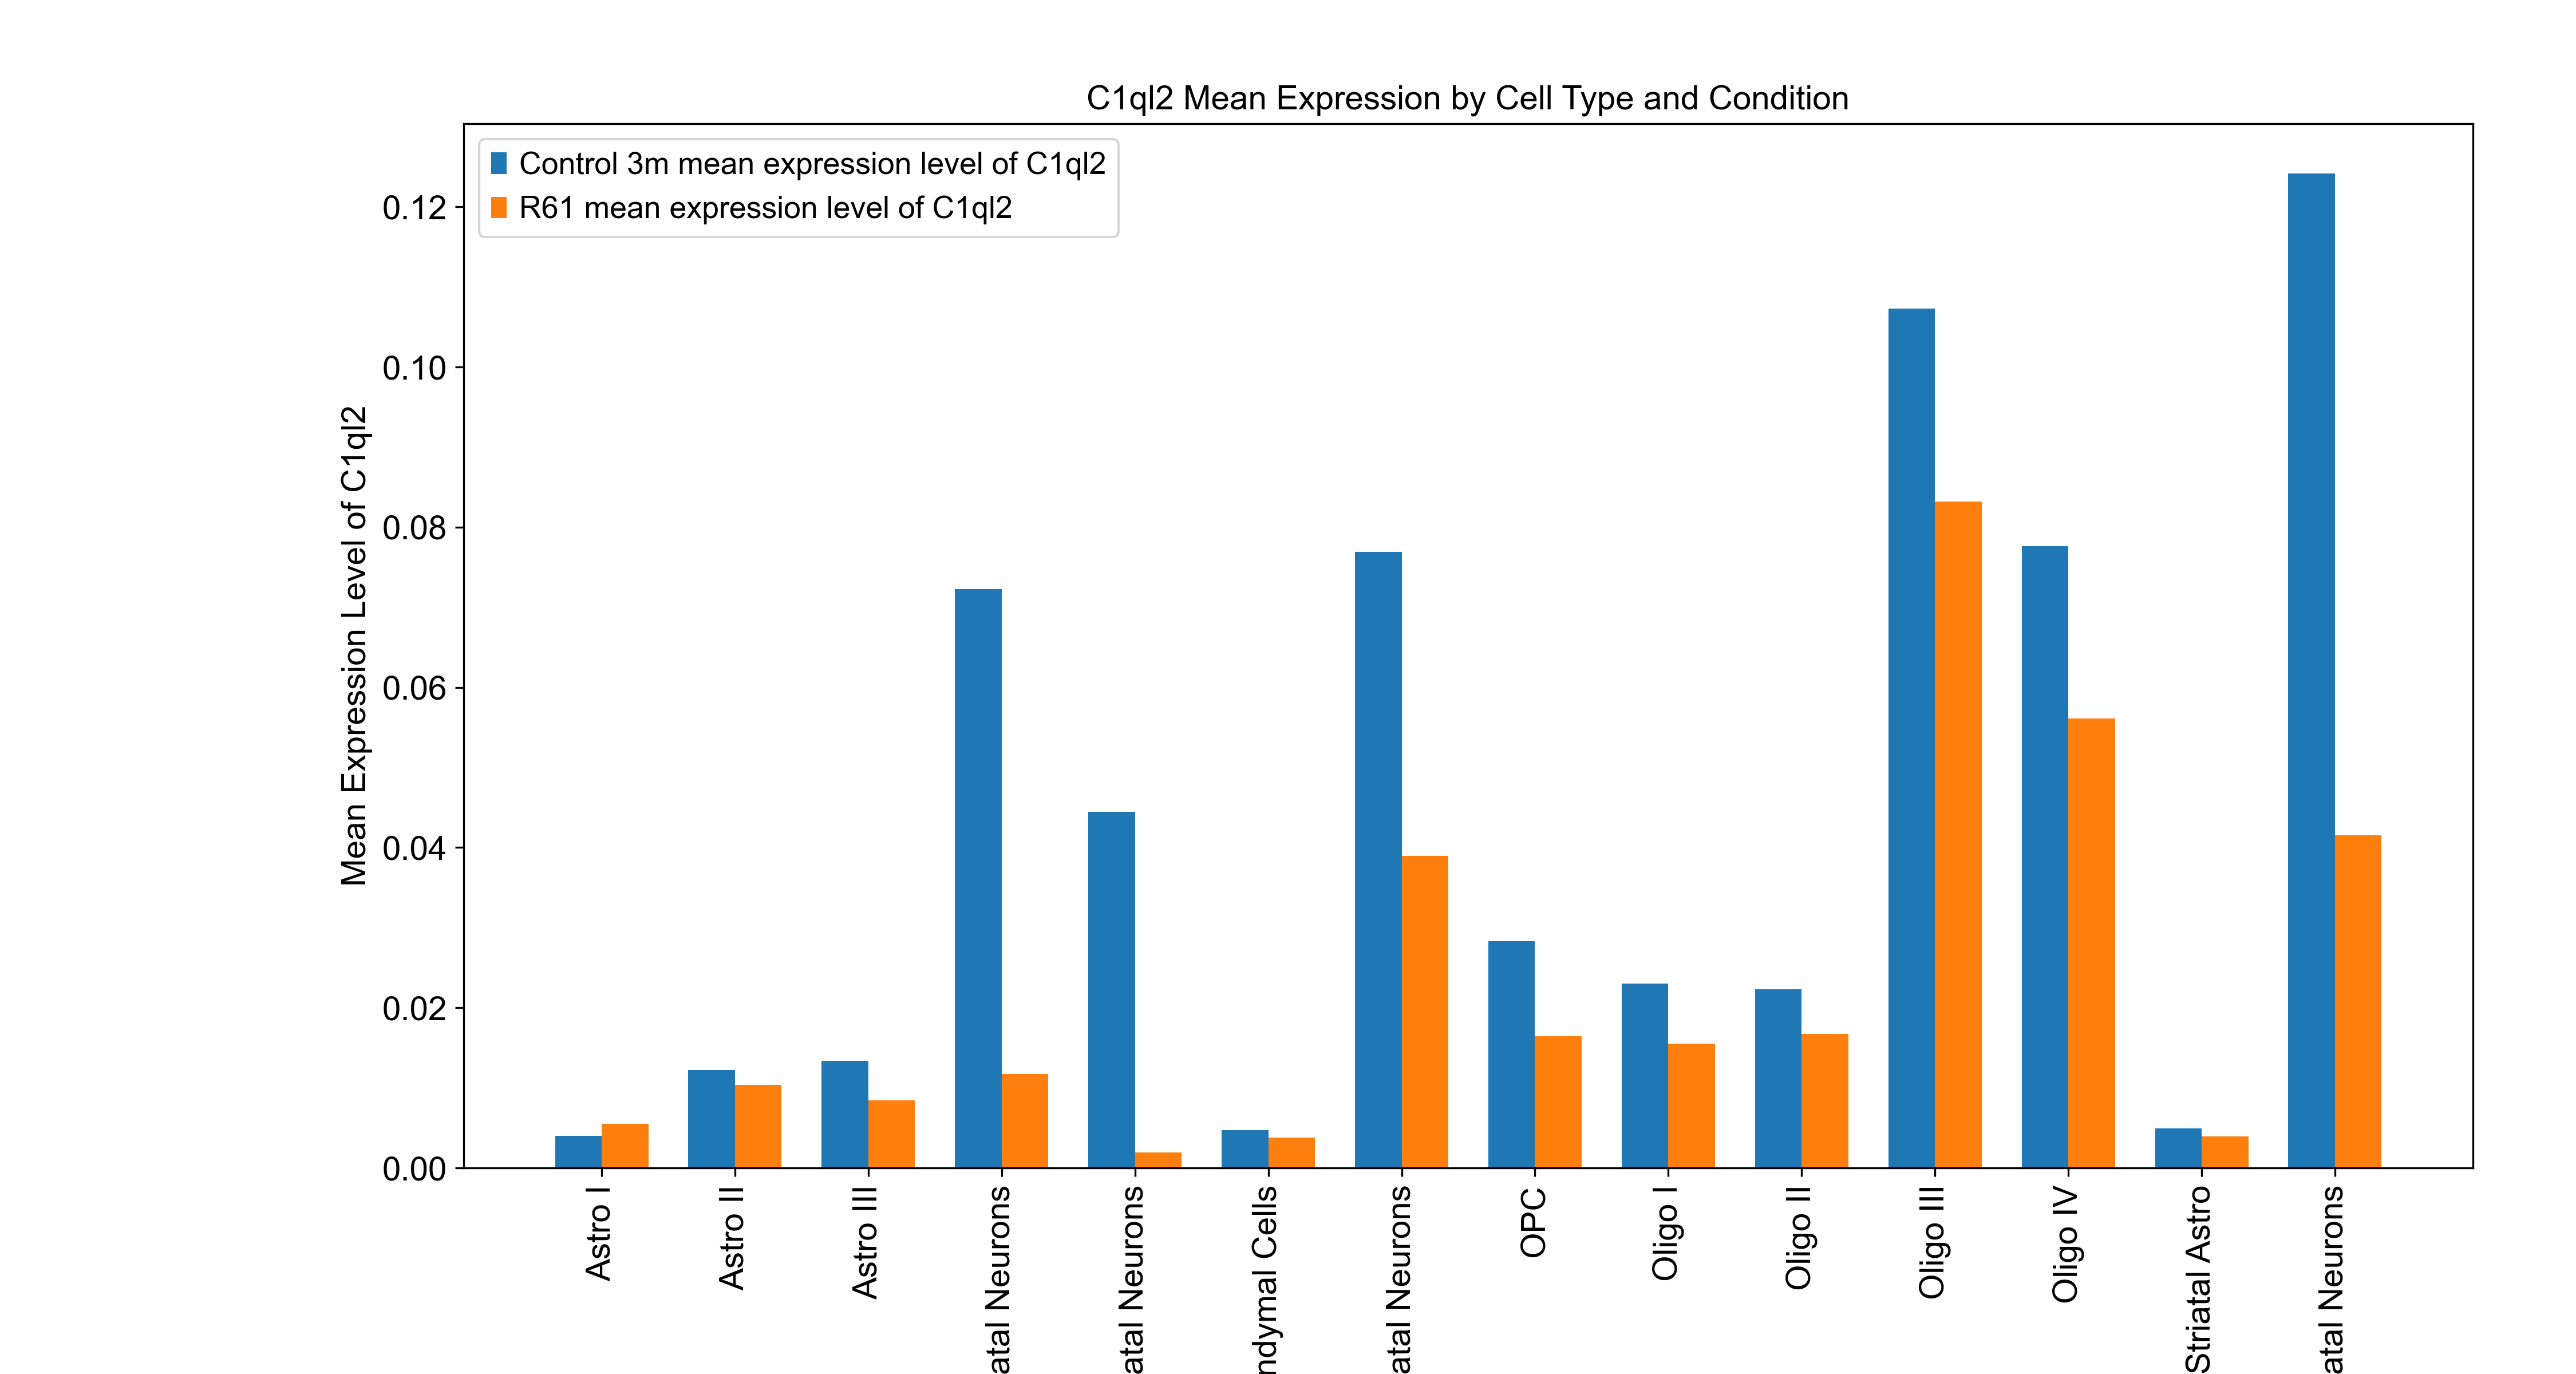 C1ql2 Mean Expression by Cell Type and Condition
Control 3m mean expression level of C1ql2
R61 mean expression level of C1ql2
Mean Expression Level of C1ql2
0.12
0.10
0.08
0.06
0.04
0.02
0.00
Astro I
Astro II
Astro III
atal Neurons
atal Neurons
ndymal Cells
atal Neurons
OPC
Oligo I
Oligo II
Oligo III
Oligo IV
Striatal Astro
atal Neurons